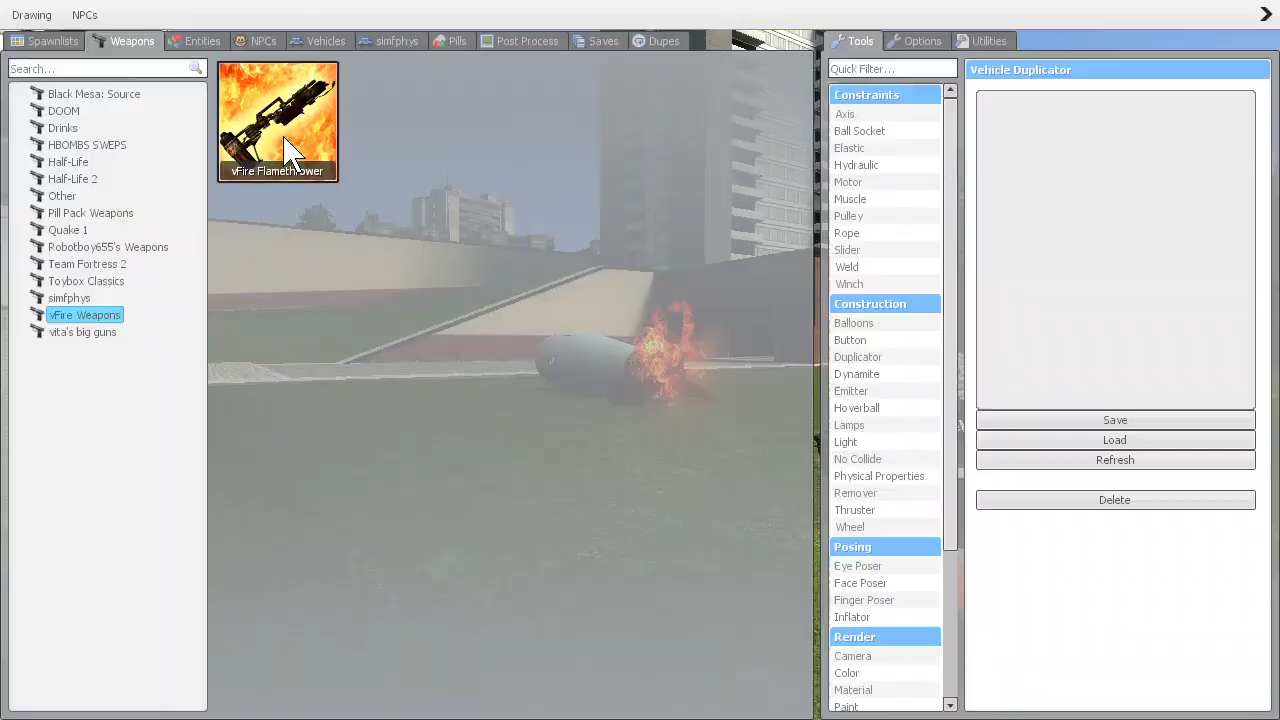 Drawing NPCs
Spawnlists Weapons Entities NPCs Vehicles simfphys Pills Post Process Saves Dupes
Search...
Black Mesa: Source
DOOM
Drinks
HBOMBS SWEPS
Half-Life
Half-Life 2
Other
Pill Pack Weapons
Quake 1
Robotboy655's Weapons
Team Fortress 2
Toybox Classics
simfphys
vFire Weapons
vita's big guns
vFire Flamethrower
Tools Options Utilities
Quick Filter...
Constraints
Axis
Ball Socket
Elastic
Hydraulic
Motor
Muscle
Pulley
Rope
Slider
Weld
Winch
Construction
Balloons
Button
Duplicator
Dynamite
Emitter
Hoverball
Lamps
Light
No Collide
Physical Properties
Remover
Thruster
Wheel
Posing
Eye Poser
Face Poser
Finger Poser
Inflator
Render
Camera
Color
Material
Paint
Vehicle Duplicator
Save
Load
Refresh
Delete